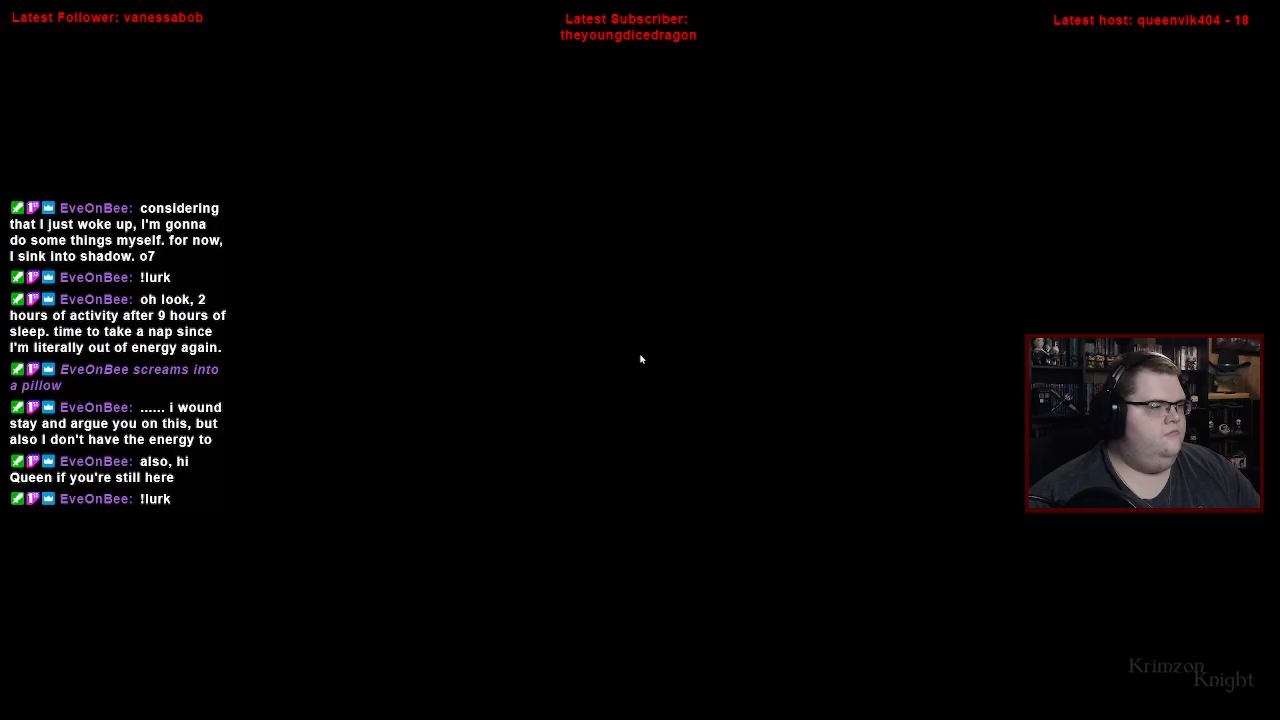 Latest Follower: vanessabob
Latest Subscriber:
theyoungdicedragon
Latest host: queenvik404 - 18
EveOnBee: considering
that I just woke up, I'm gonna
do some things myself. for now,
I sink into shadow. o7
EveOnBee: !lurk
EveOnBee: oh look, 2
hours of activity after 9 hours of
sleep. time to take a nap since
I'm literally out of energy again.
EveOnBee screams into
a pillow
EveOnBee: ...... i wound
stay and argue you on this, but
also I don't have the energy to
EveOnBee: also, hi
Queen if you're still here
EveOnBee: !lurk
Krimzon
Knight